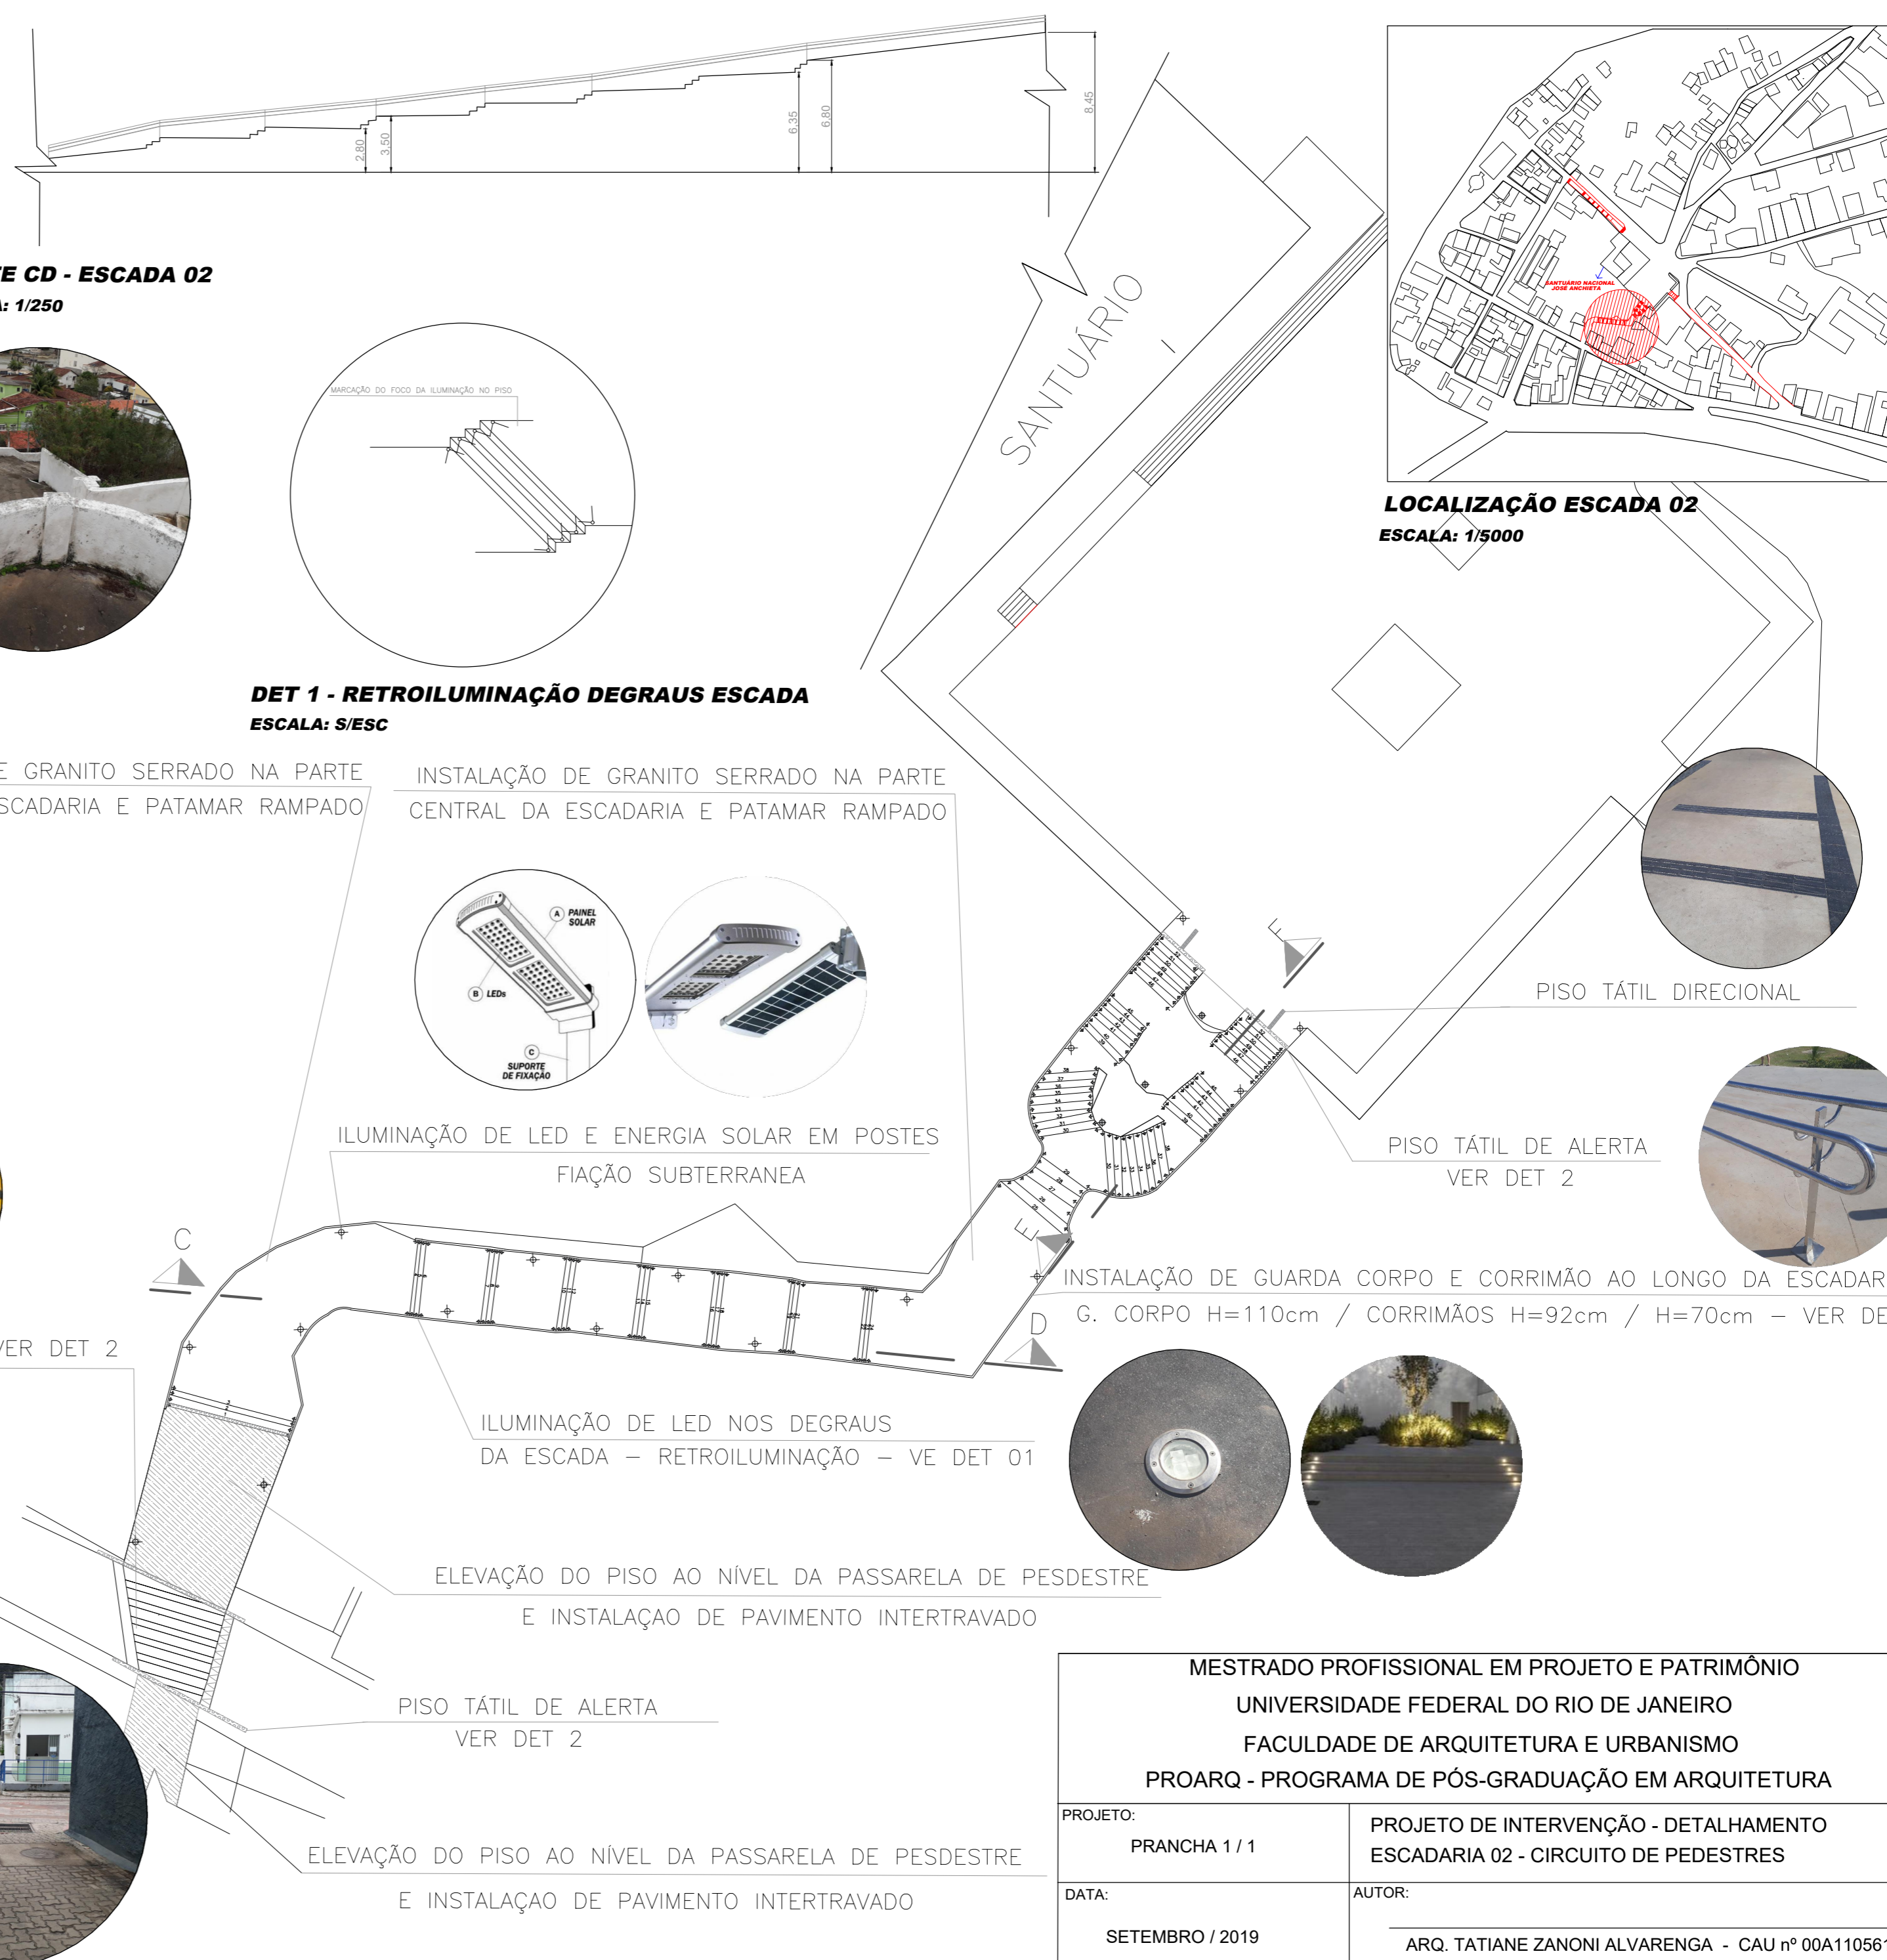 2,80
3,50
6,35
6,80
8,45
TE CD - ESCADA 02
A: 1/250
MARCAÇÃO DO FOCO DA ILUMINAÇÃO NO PISO
DET 1 - RETROILUMINAÇÃO DEGRAUS ESCADA
ESCALA: S/ESC
SANTUÁRIO
SANTUÁRIO NACIONAL
JOSÉ ANCHIETA
LOCALIZAÇÃO ESCADA 02
ESCALA: 1/5000
E GRANITO SERRADO NA PARTE
SCADARIA E PATAMAR RAMPADO
INSTALAÇÃO DE GRANITO SERRADO NA PARTE
CENTRAL DA ESCADARIA E PATAMAR RAMPADO
A PAINEL
SOLAR
B LEDs
C
SUPORTE
DE FIXAÇÃO
ILUMINAÇÃO DE LED E ENERGIA SOLAR EM POSTES
FIAÇÃO SUBTERRANEA
F
PISO TÁTIL DIRECIONAL
PISO TÁTIL DE ALERTA
VER DET 2
C
E
D
INSTALAÇÃO DE GUARDA CORPO E CORRIMÃO AO LONGO DA ESCADAR
G. CORPO H=110cm / CORRIMÃOS H=92cm / H=70cm – VER DE
VER DET 2
ILUMINAÇÃO DE LED NOS DEGRAUS
DA ESCADA – RETROILUMINAÇÃO – VE DET 01
ELEVAÇÃO DO PISO AO NÍVEL DA PASSARELA DE PESDESTRE
E INSTALAÇAO DE PAVIMENTO INTERTRAVADO
PISO TÁTIL DE ALERTA
VER DET 2
ELEVAÇÃO DO PISO AO NÍVEL DA PASSARELA DE PESDESTRE
E INSTALAÇAO DE PAVIMENTO INTERTRAVADO
MESTRADO PROFISSIONAL EM PROJETO E PATRIMÔNIO
UNIVERSIDADE FEDERAL DO RIO DE JANEIRO
FACULDADE DE ARQUITETURA E URBANISMO
PROARQ - PROGRAMA DE PÓS-GRADUAÇÃO EM ARQUITETURA
PROJETO:
PRANCHA 1 / 1
PROJETO DE INTERVENÇÃO - DETALHAMENTO
ESCADARIA 02 - CIRCUITO DE PEDESTRES
DATA:
SETEMBRO / 2019
AUTOR:
ARQ. TATIANE ZANONI ALVARENGA - CAU nº 00A110561